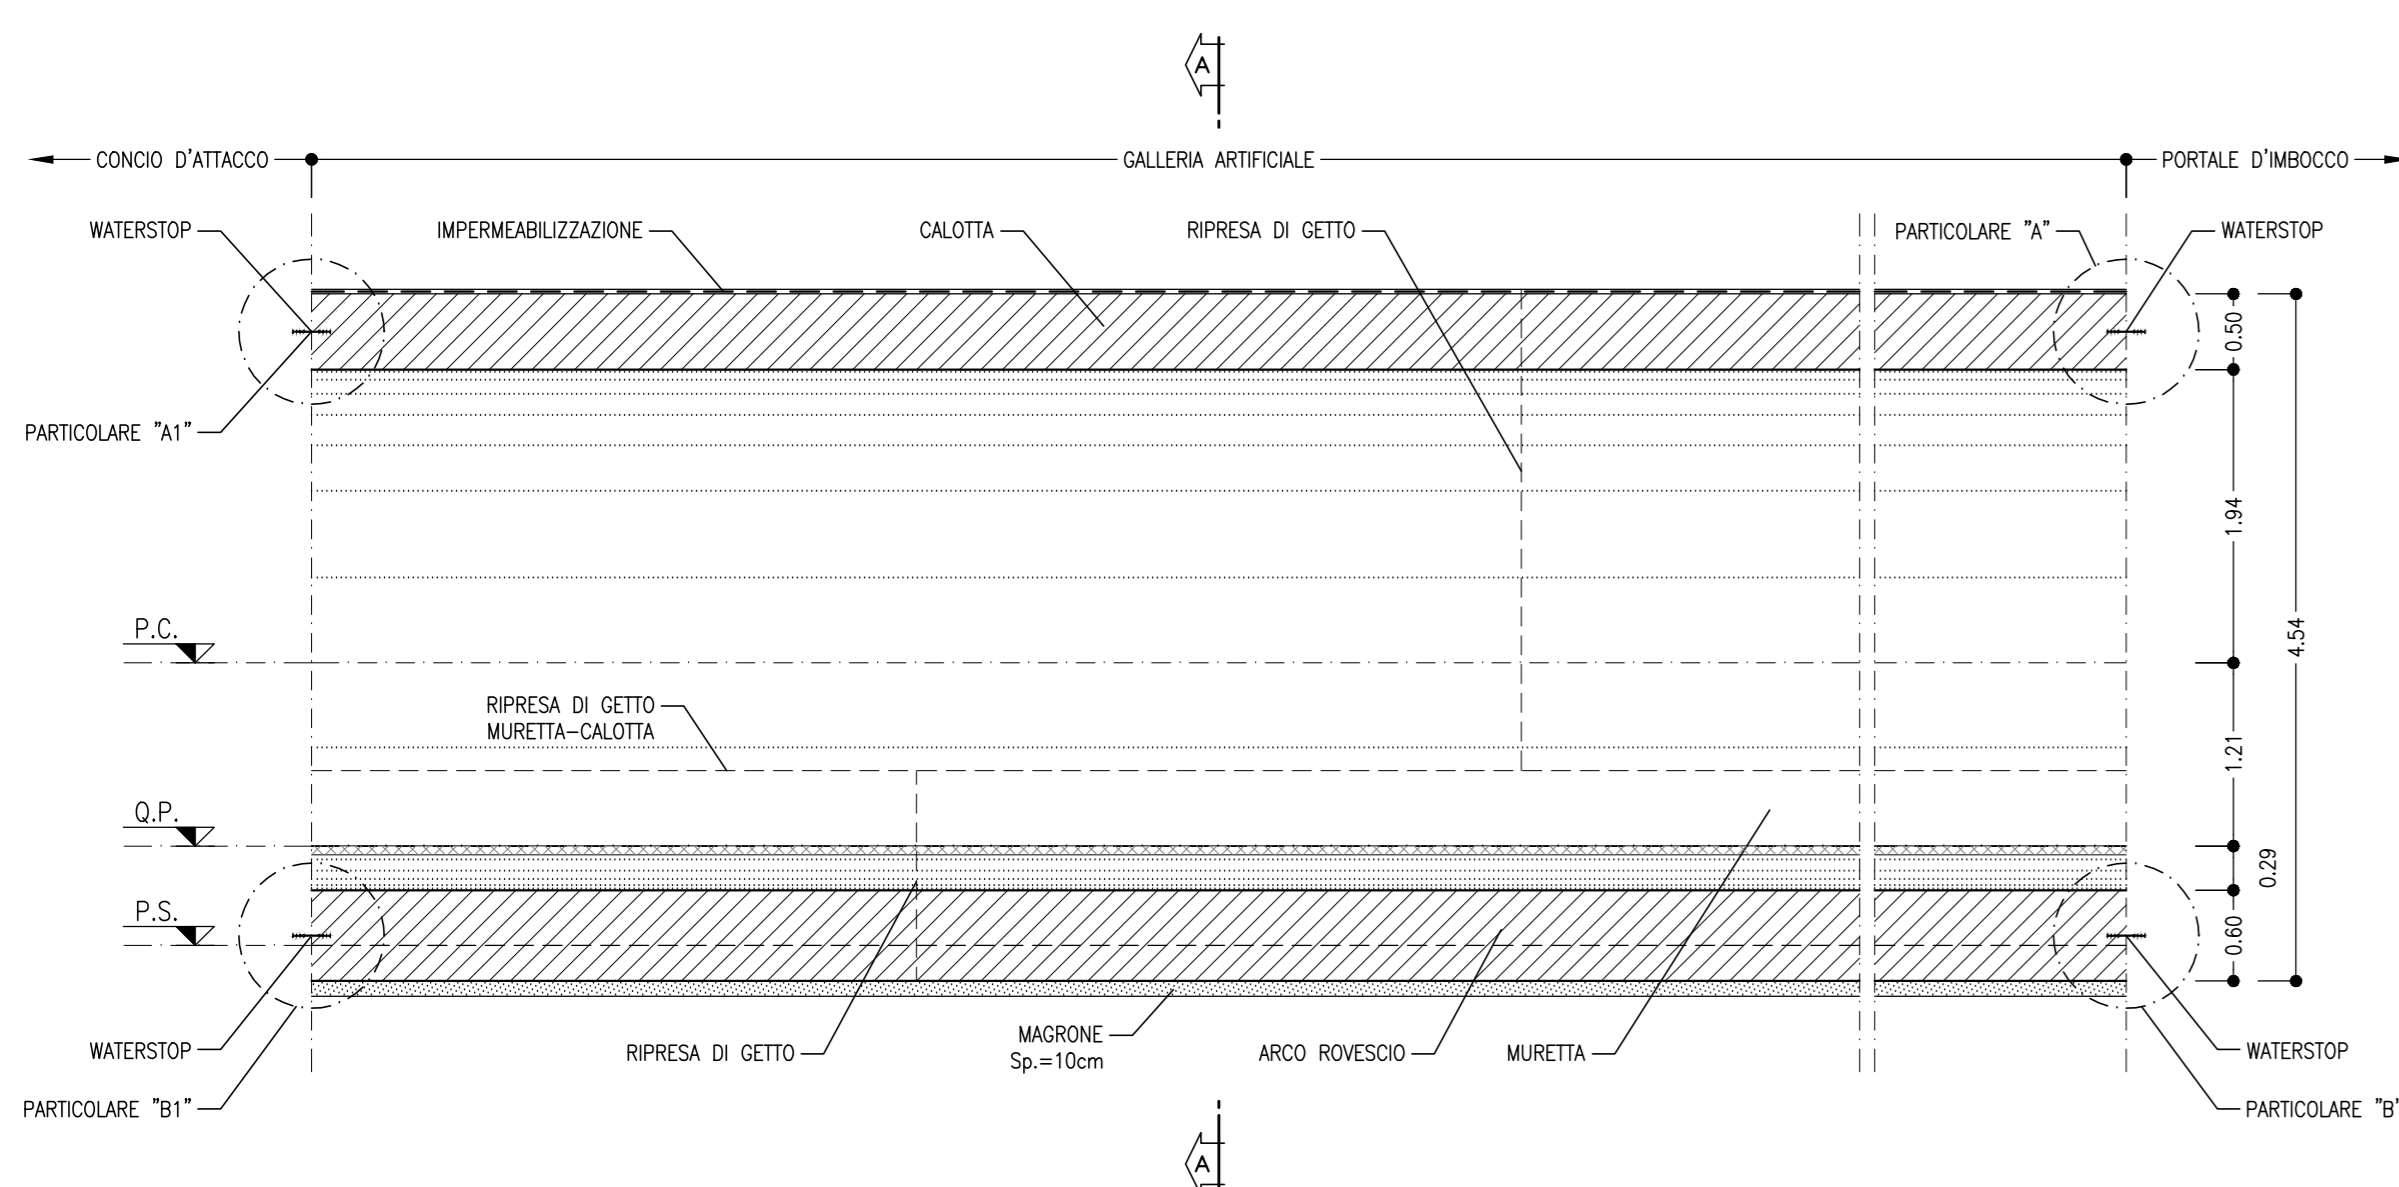 A
CONCIO D'ATTACCO
GALLERIA ARTIFICIALE
PORTALE D'IMBOCCO
WATERSTOP
IMPERMEABILIZZAZIONE
CALOTTA
RIPRESA DI GETTO
PARTICOLARE "A"
WATERSTOP
0.50
PARTICOLARE "A1"
1.94
4.54
P.C.
RIPRESA DI GETTO
MURETTA-CALOTTA
1.21
Q.P.
0.29
P.S.
0.60
WATERSTOP
RIPRESA DI GETTO
MAGRONE
Sp.=10cm
ARCO ROVESCIO
MURETTA
WATERSTOP
PARTICOLARE "B1"
PARTICOLARE "B"
A